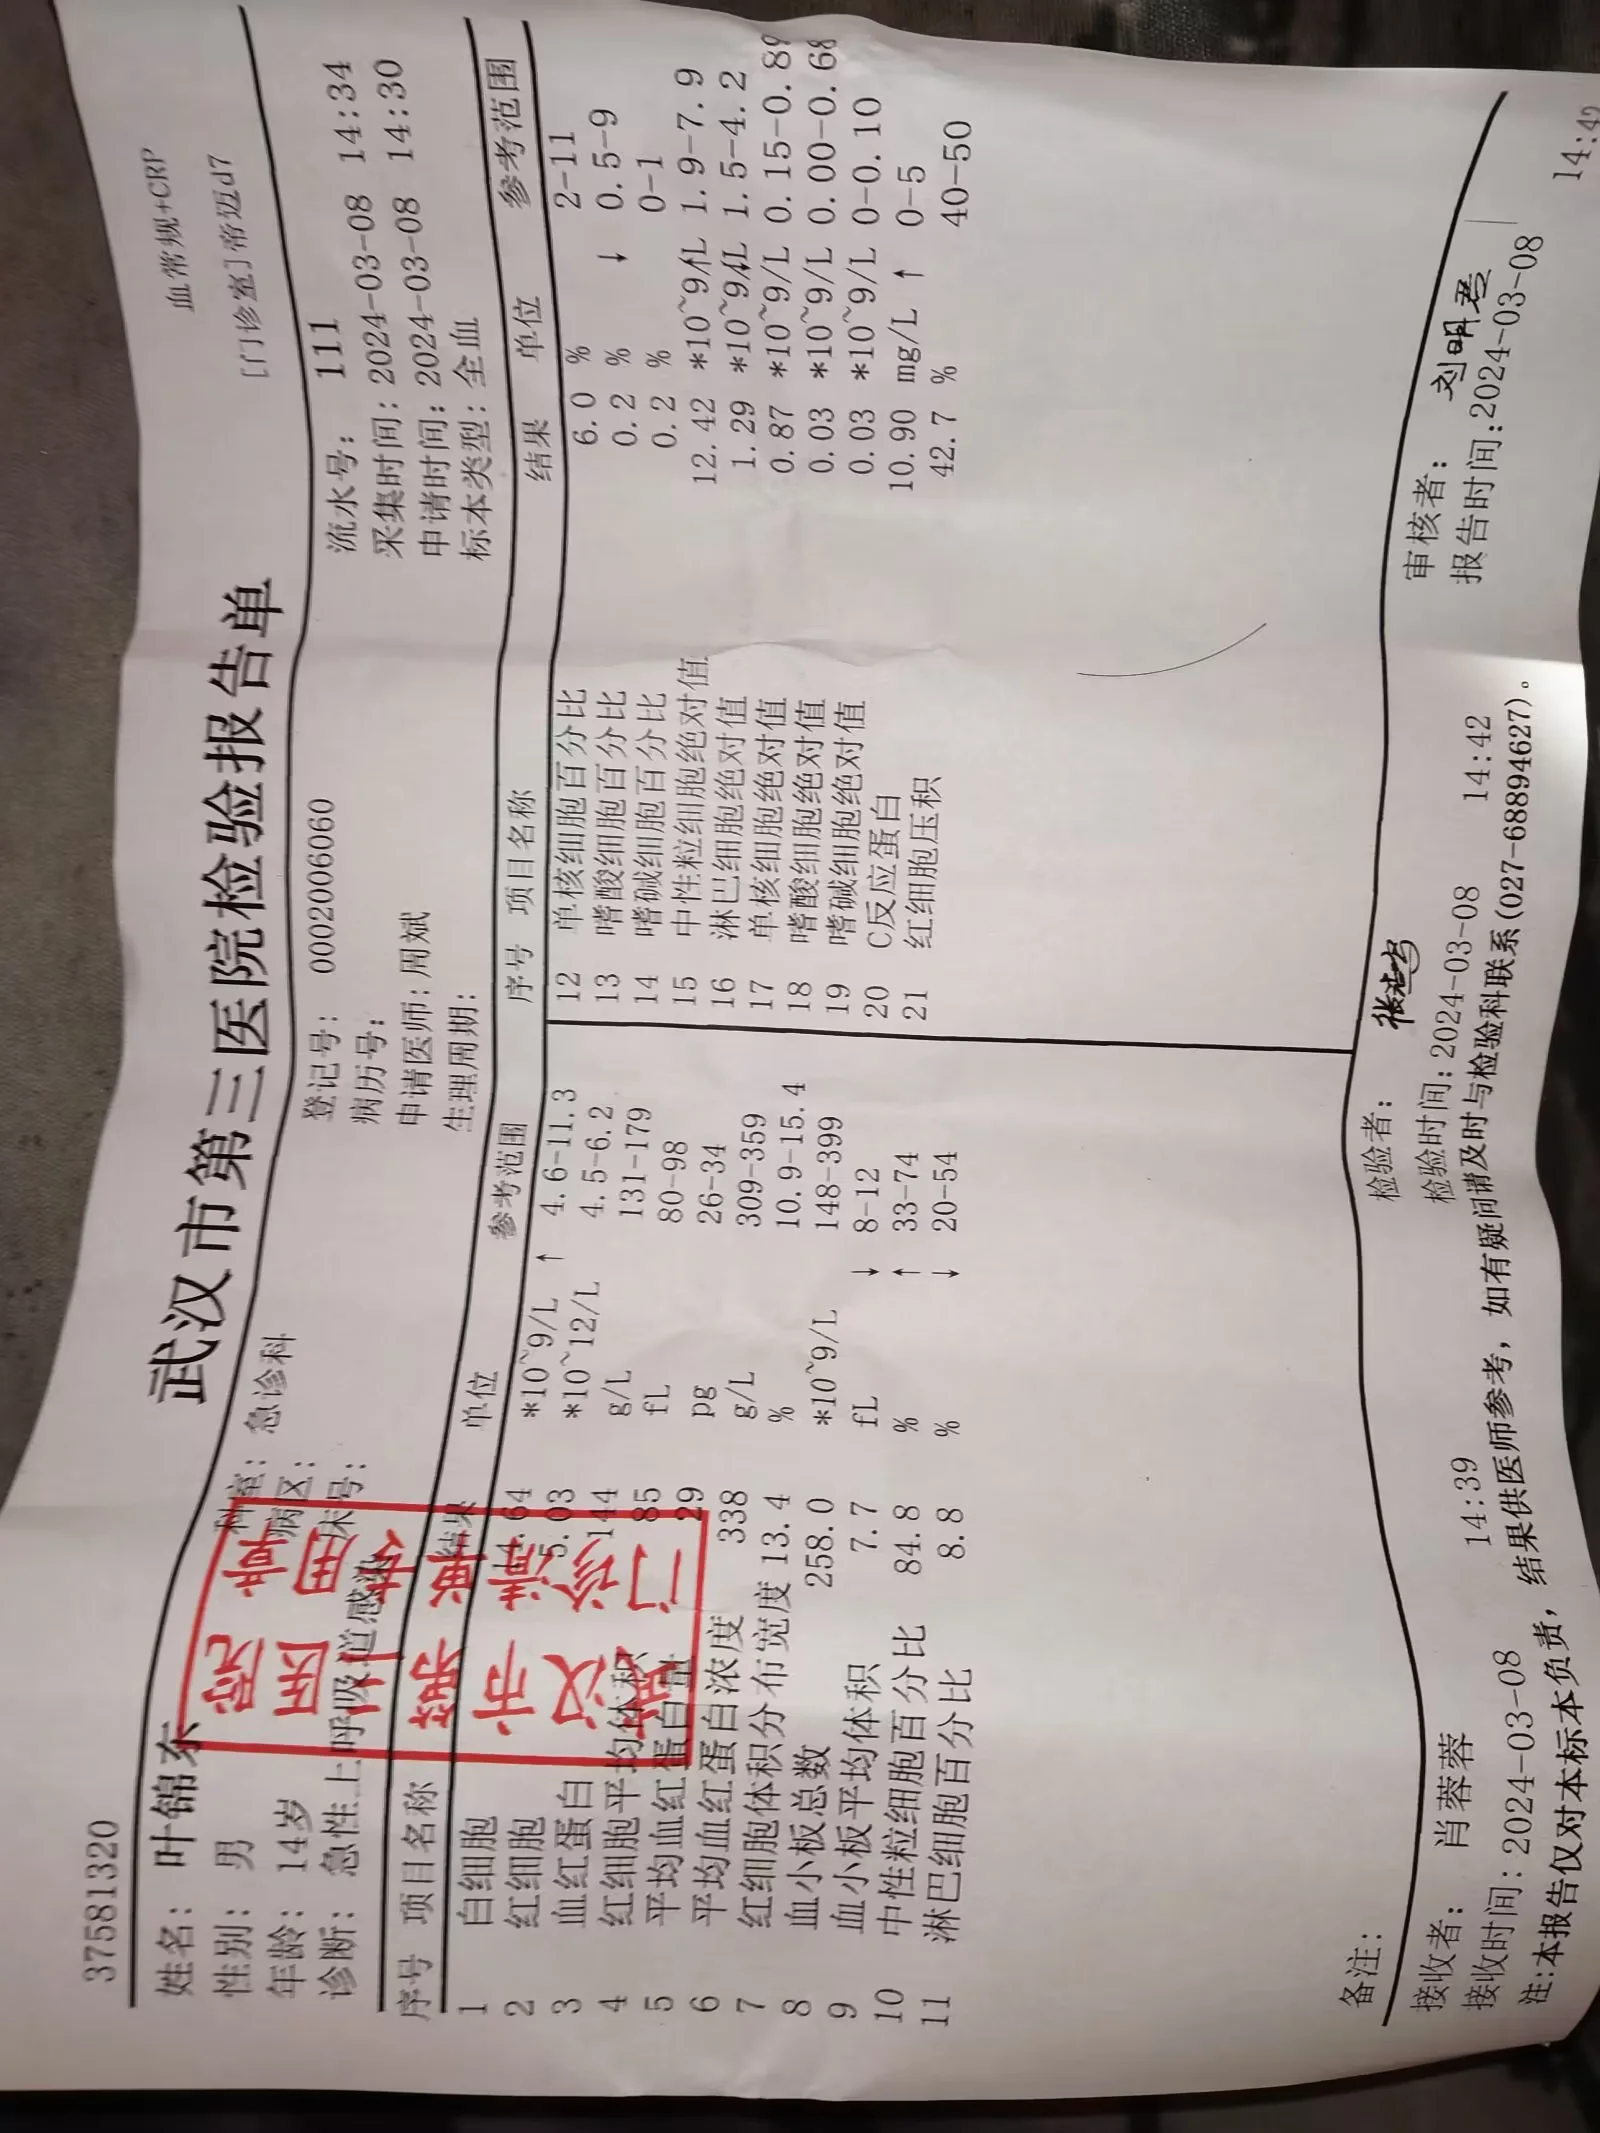 37581320
血常规+CRP
武汉市第三医院检验报告单
[门诊室]帝迈d7
姓名: 叶锦东 科室: 急诊科 登记号: 0002006060 流水号: 111
性别: 男 病区: 病历号: 采集时间: 2024-03-08 14:34
年龄: 14岁 床号: 申请医师: 周斌 申请时间: 2024-03-08 14:30
诊断: 急性上呼吸道感染 生理周期: 标本类型: 全血
序号 项目名称 结果 单位 参考范围 序号 项目名称 结果 单位 参考范围
1 白细胞 14.64 *10~9/L ↑ 4.6-11.3 12 单核细胞百分比 6.0 % 2-11
2 红细胞 5.03 *10~12/L 4.5-6.2 13 嗜酸细胞百分比 0.2 % ↓ 0.5-9
3 血红蛋白 144 g/L 131-179 14 嗜碱细胞百分比 0.2 % 0-1
4 红细胞平均体积 85 fL 80-98 15 中性粒细胞绝对值 12.42 *10~9/L 1.9-7.9
5 平均血红蛋白量 29 pg 26-34 16 淋巴细胞绝对值 1.29 *10~9/L 1.5-4.2
6 平均血红蛋白浓度 338 g/L 309-359 17 单核细胞绝对值 0.87 *10~9/L 0.15-0.89
7 红细胞体积分布宽度 13.4 % 10.9-15.4 18 嗜酸细胞绝对值 0.03 *10~9/L 0.00-0.68
8 血小板总数 258.0 *10~9/L 148-399 19 嗜碱细胞绝对值 0.03 *10~9/L 0-0.10
9 血小板平均体积 7.7 fL ↓ 8-12 20 C反应蛋白 10.90 mg/L ↑ 0-5
10 中性粒细胞百分比 84.8 % ↑ 33-74 21 红细胞压积 42.7 % 40-50
11 淋巴细胞百分比 8.8 % ↓ 20-54
武汉市第
医院
门诊清单专用章
备注:
接收者: 肖蓉蓉 检验者: 审核者: 刘明君
接收时间: 2024-03-08 14:39 检验时间: 2024-03-08 14:42 报告时间: 2024-03-08 14:4
注:本报告仅对本标本负责, 结果供医师参考, 如有疑问请及时与检验科联系(027-68894627)。